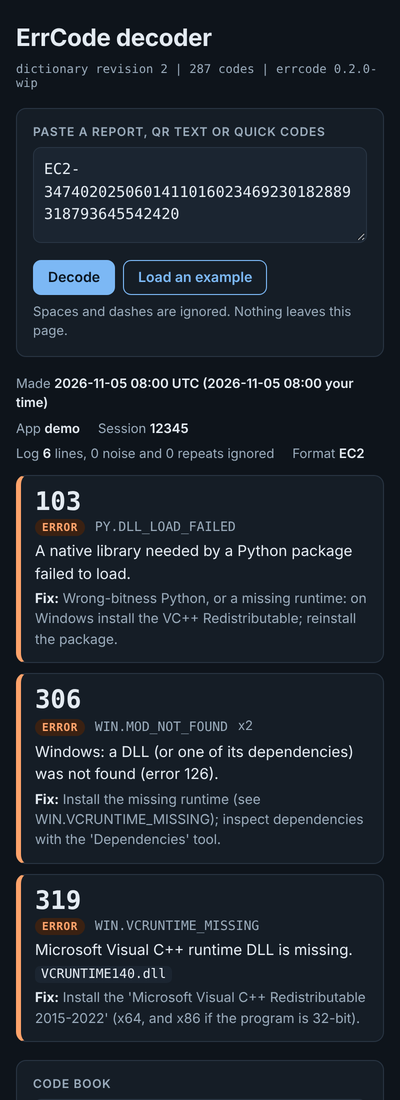 ErrCode decoder
dictionary revision 2 | 287 codes | errcode 0.2.0-
wip
PASTE A REPORT, QR TEXT OR QUICK CODES
EC2-
3474020250601411016023469230182889
318793645542420
Decode
Load an example
Spaces and dashes are ignored. Nothing leaves this
page.
Made 2026-11-05 08:00 UTC (2026-11-05 08:00 your
time)
App demo Session 12345
Log 6 lines, 0 noise and 0 repeats ignored Format EC2
103
ERROR PY.DLL_LOAD_FAILED
A native library needed by a Python package
failed to load.
Fix: Wrong-bitness Python, or a missing runtime: on
Windows install the VC++ Redistributable; reinstall
the package.
306
ERROR WIN.MOD_NOT_FOUND x2
Windows: a DLL (or one of its dependencies)
was not found (error 126).
Fix: Install the missing runtime (see
WIN.VCRUNTIME_MISSING); inspect dependencies
with the 'Dependencies' tool.
319
ERROR WIN.VCRUNTIME_MISSING
Microsoft Visual C++ runtime DLL is missing.
VCRUNTIME140.dll
Fix: Install the 'Microsoft Visual C++ Redistributable
2015-2022' (x64, and x86 if the program is 32-bit).
CODE BOOK